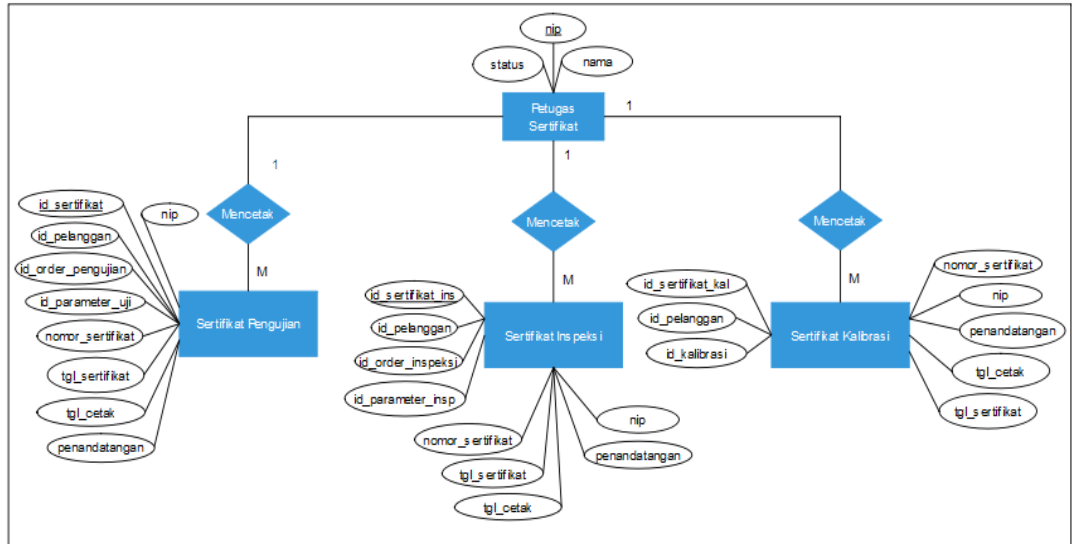 nip
status
nama
Petugas
Sertifikat
1
1
1
Mencetak
Mencetak
Mencetak
M
M
M
id_sertifikat
nip
id_pelanggan
id_order_pengujian
id_parameter_uji
nomor_sertifikat
tgl_sertifikat
tgl_cetak
penandatangan
Sertifikat Pengujian
id_sertifikat_ins
id_pelanggan
id_order_inspeksi
id_parameter_insp
Sertifikat Inspeksi
nomor_sertifikat
tgl_sertifikat
tgl_cetak
nip
penandatangan
id_sertifikat_kal
id_pelanggan
id_kalibrasi
Sertifikat Kalibrasi
nomor_sertifikat
nip
penandatangan
tgl_cetak
tgl_sertifikat